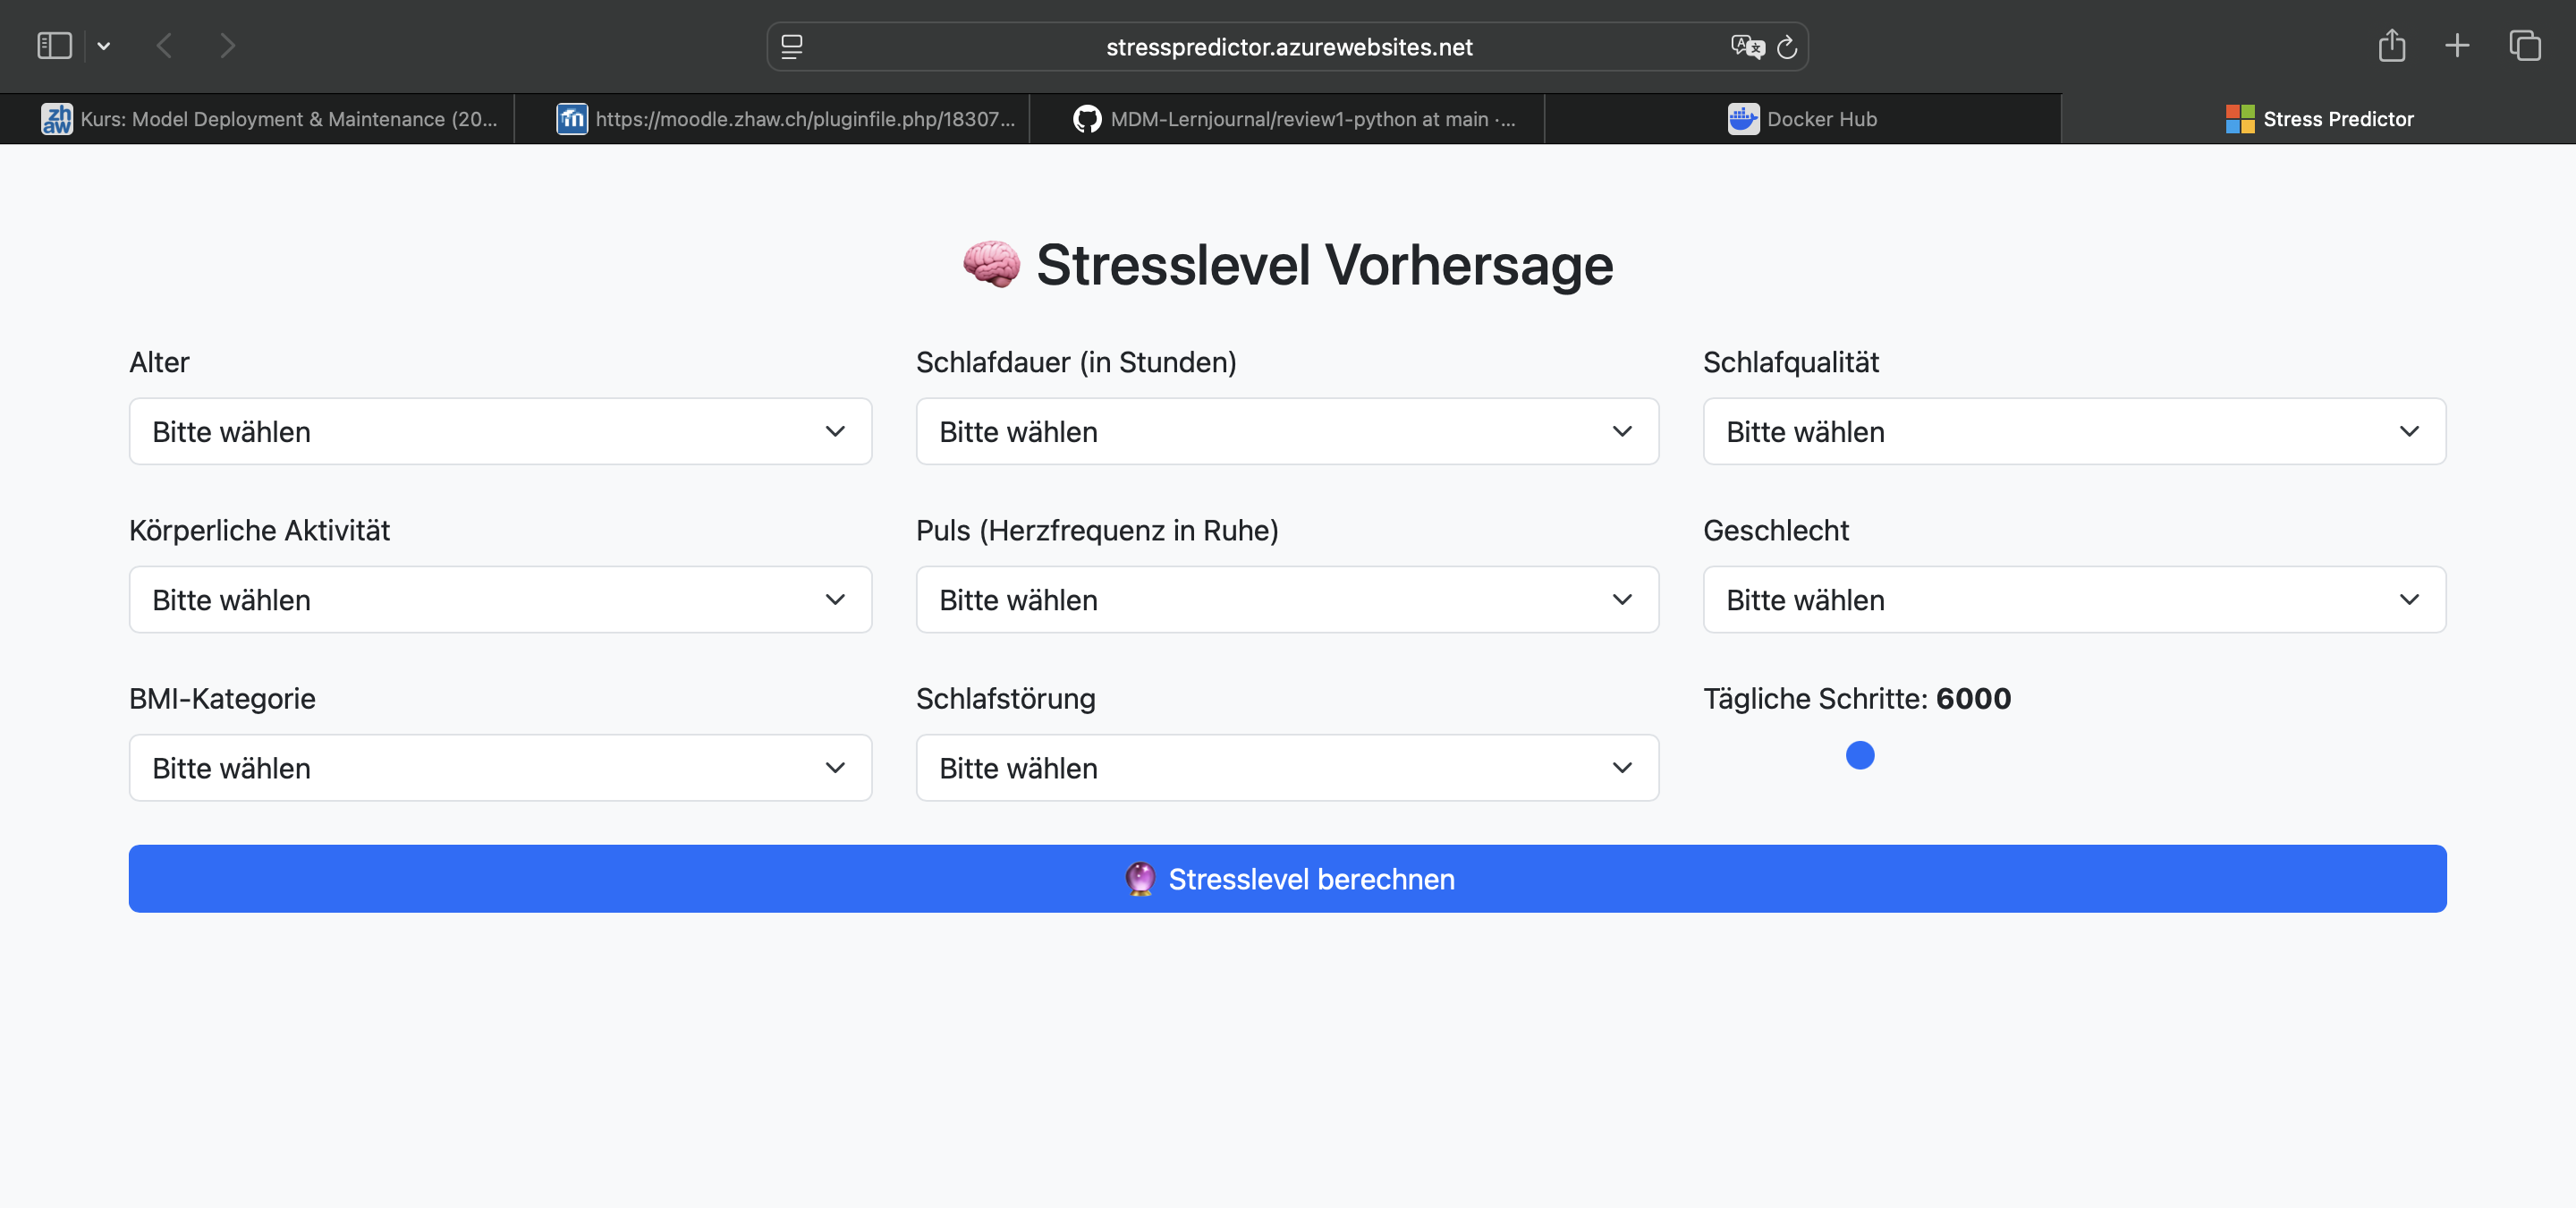 stresspredictor.azurewebsites.net
Kurs: Model Deployment & Maintenance (20...
https://moodle.zhaw.ch/pluginfile.php/18307...
MDM-Lernjournal/review1-python at main ·...
Docker Hub
Stress Predictor
🧠 Stresslevel Vorhersage
Alter
Schlafdauer (in Stunden)
Schlafqualität
Bitte wählen
Bitte wählen
Bitte wählen
Körperliche Aktivität
Puls (Herzfrequenz in Ruhe)
Geschlecht
Bitte wählen
Bitte wählen
Bitte wählen
BMI-Kategorie
Schlafstörung
Tägliche Schritte: 6000
Bitte wählen
Bitte wählen
🔮 Stresslevel berechnen